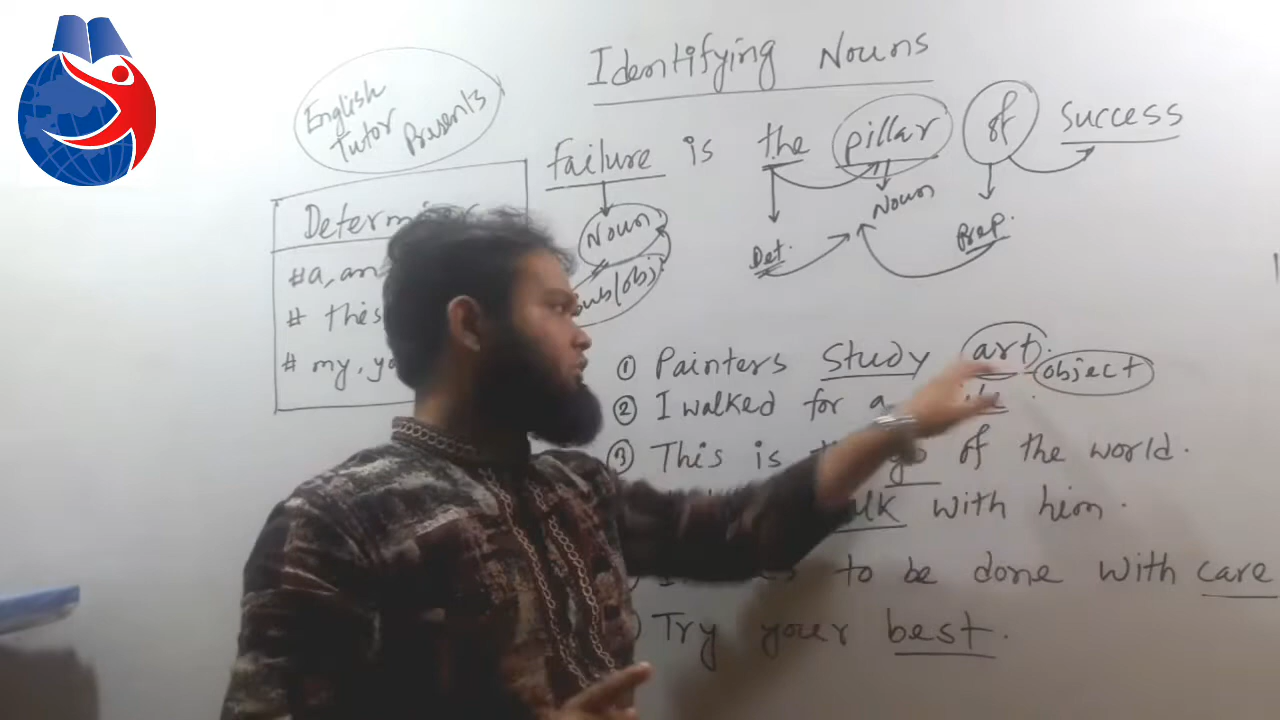 Identifying Nouns
English
Tutor
Presents
Failure is the pillar of success
Noun
Noun
Det.
Prep.
sub/obj
#a, an
# this
# my,
① Painters study art.
object
② I walked for a
③ This is of the world.
with him.
to be done with care
Try your best.